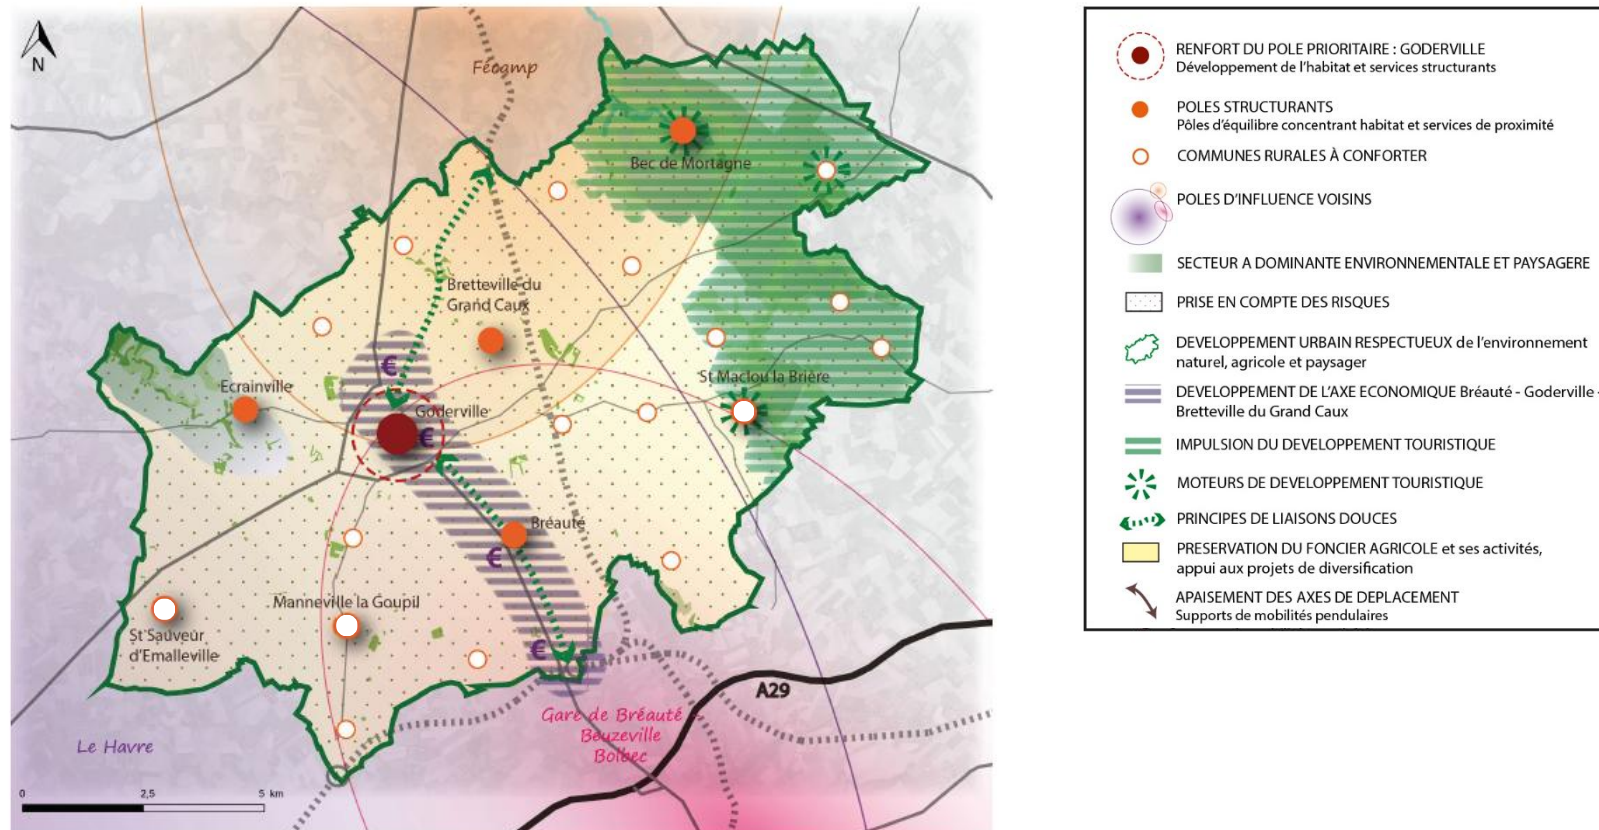 N
Fécamp
Bec de Mortagne
Bretteville du
Grand Caux
€
Ecrainville
St Maclou la Brière
Goderville
€
Bréauté
€
Manneville la Goupil
St Sauveur
d'Emalleville
€
A29
Gare de Bréauté
Beuzeville
Bolbec
Le Havre
0 2,5 5 km
RENFORT DU POLE PRIORITAIRE : GODERVILLE
Développement de l'habitat et services structurants
POLES STRUCTURANTS
Pôles d'équilibre concentrant habitat et services de proximité
COMMUNES RURALES À CONFORTER
POLES D'INFLUENCE VOISINS
SECTEUR A DOMINANTE ENVIRONNEMENTALE ET PAYSAGERE
PRISE EN COMPTE DES RISQUES
DEVELOPPEMENT URBAIN RESPECTUEUX de l'environnement
naturel, agricole et paysager
DEVELOPPEMENT DE L'AXE ECONOMIQUE Bréauté - Goderville -
Bretteville du Grand Caux
IMPULSION DU DEVELOPPEMENT TOURISTIQUE
MOTEURS DE DEVELOPPEMENT TOURISTIQUE
PRINCIPES DE LIAISONS DOUCES
PRESERVATION DU FONCIER AGRICOLE et ses activités,
appui aux projets de diversification
APAISEMENT DES AXES DE DEPLACEMENT
Supports de mobilités pendulaires